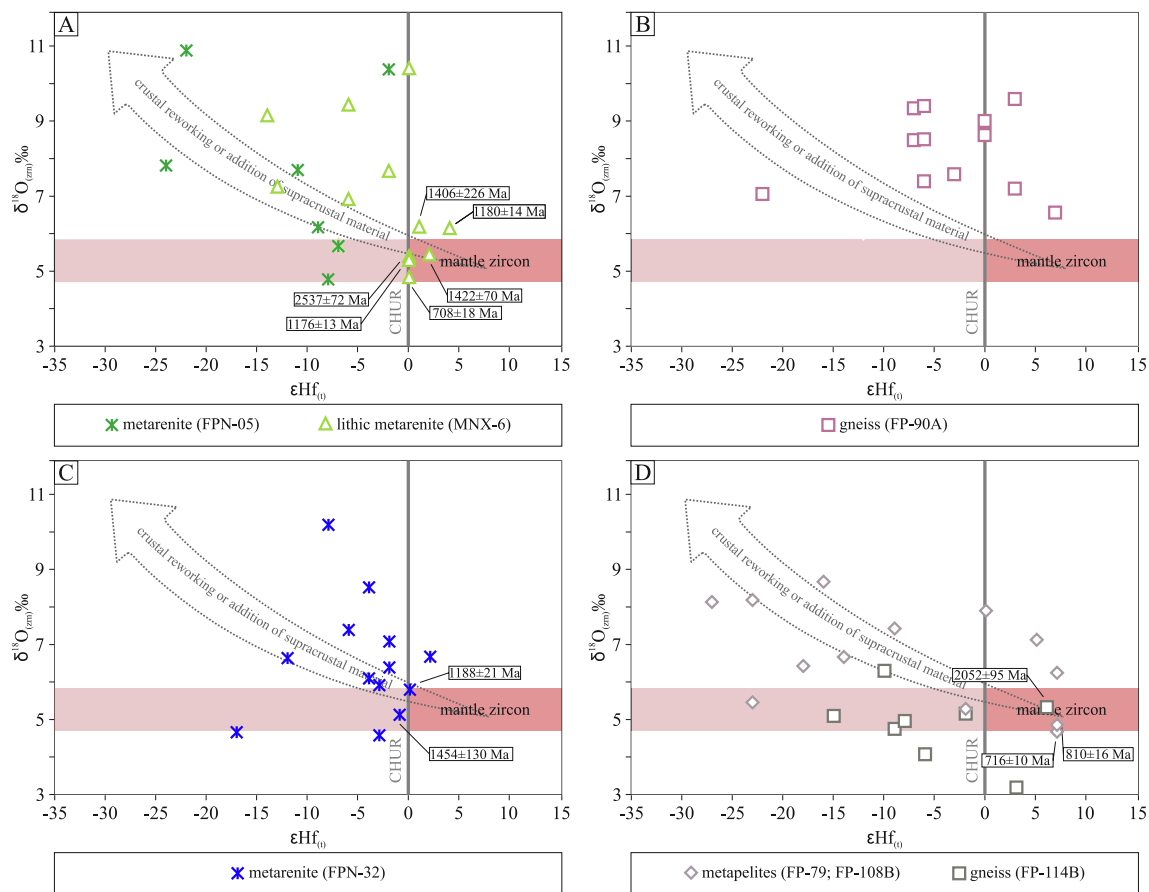 A
11
9
7
5
3
δ¹⁸O(zrn)‰
crustal reworking or addition of supracrustal material
1406±226 Ma
1180±14 Ma
mantle zircon
2537±72 Ma
1422±70 Ma
1176±13 Ma
708±18 Ma
CHUR
-35 -30 -25 -20 -15 -10 -5 0 5 10 15
εHf(t)
metarenite (FPN-05) lithic metarenite (MNX-6)
B
11
9
7
5
3
δ¹⁸O(zrn)‰
crustal reworking or addition of supracrustal material
mantle zircon
CHUR
-35 -30 -25 -20 -15 -10 -5 0 5 10 15
εHf(t)
gneiss (FP-90A)
C
11
9
7
5
3
δ¹⁸O(zrn)‰
crustal reworking or addition of supracrustal material
1188±21 Ma
mantle zircon
1454±130 Ma
CHUR
-35 -30 -25 -20 -15 -10 -5 0 5 10 15
εHf(t)
metarenite (FPN-32)
D
11
9
7
5
3
δ¹⁸O(zrn)‰
crustal reworking or addition of supracrustal material
2052±95 Ma
mantle zircon
716±10 Ma
810±16 Ma
CHUR
-35 -30 -25 -20 -15 -10 -5 0 5 10 15
εHf(t)
metapelites (FP-79; FP-108B) gneiss (FP-114B)